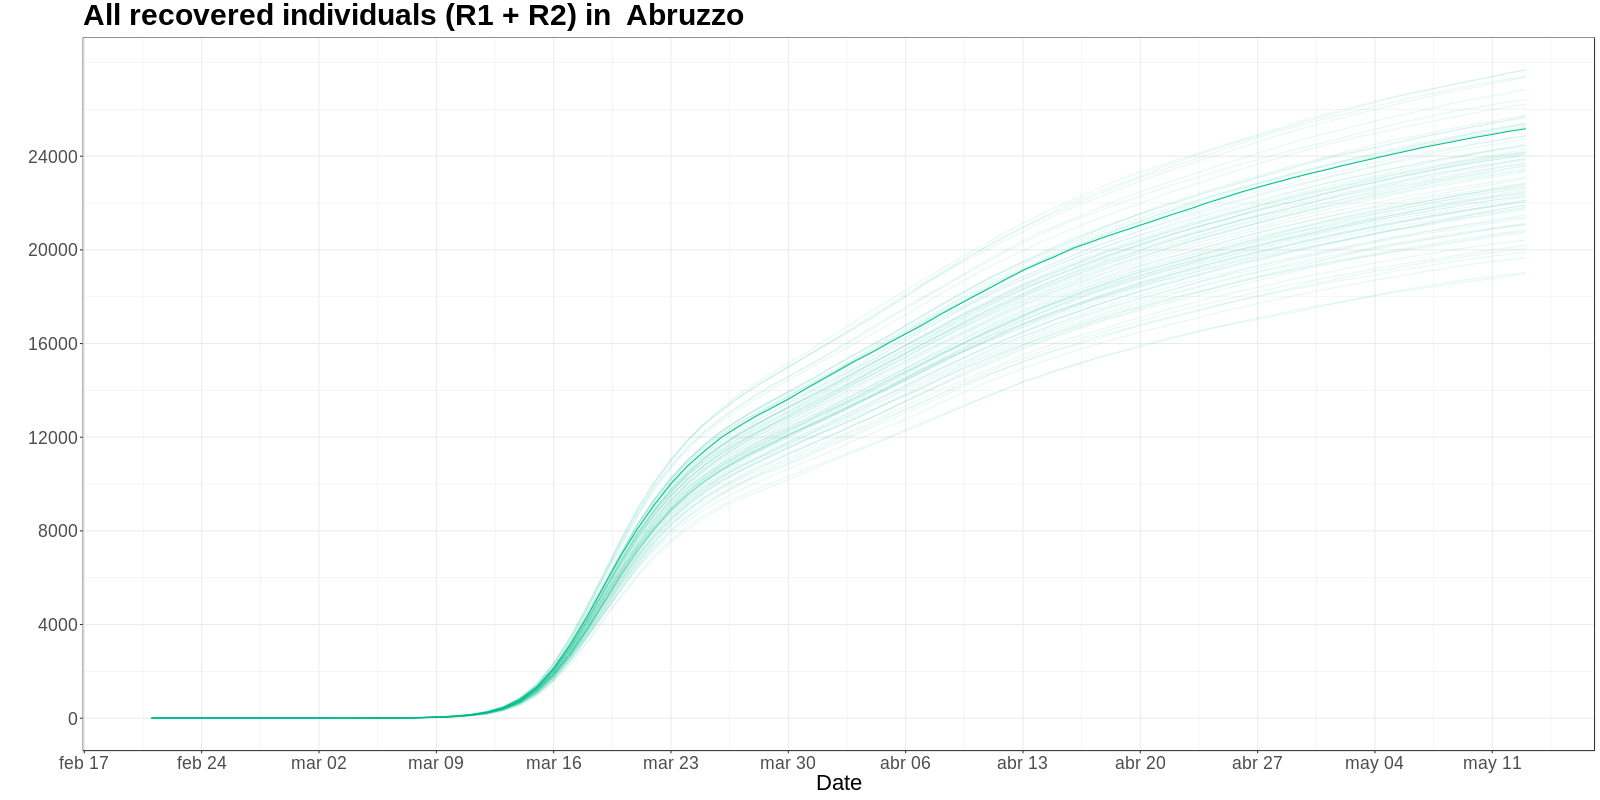 All recovered individuals (R1 + R2) in  Abruzzo
24000
20000
16000
12000
8000
4000
0
feb 17 feb 24 mar 02 mar 09 mar 16 mar 23 mar 30 abr 06 abr 13 abr 20 abr 27 may 04 may 11
Date